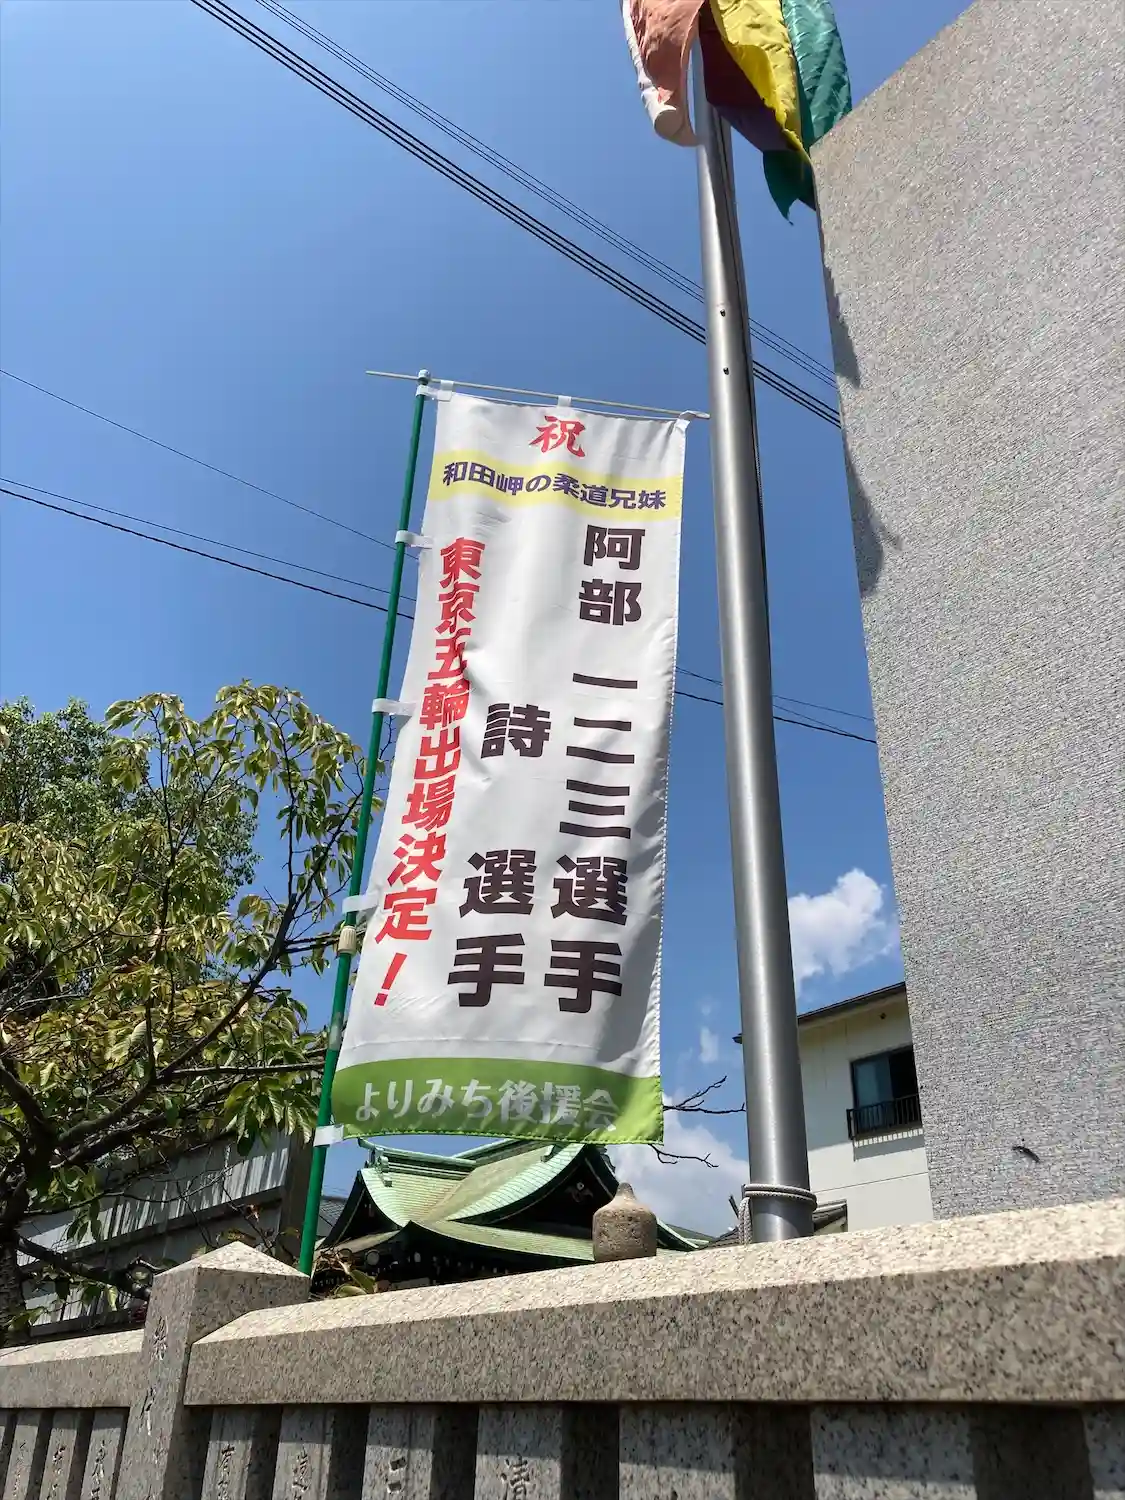 祝
和田岬の柔道兄妹
阿部 一二三選手
詩 選手
東京五輪出場決定!
よりみち後援会